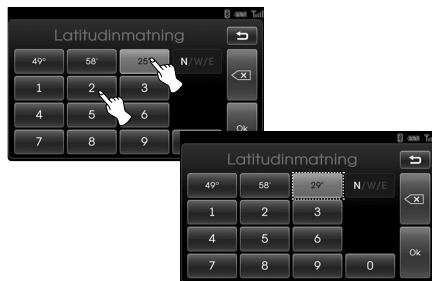 Latitudinmatning
49° 58' 25" N/W/E
1 2 3
4 5 6
Ok
7 8 9
Latitudinmatning
49° 58' 29" N/W/E
1 2 3
4 5 6
Ok
7 8 9 0